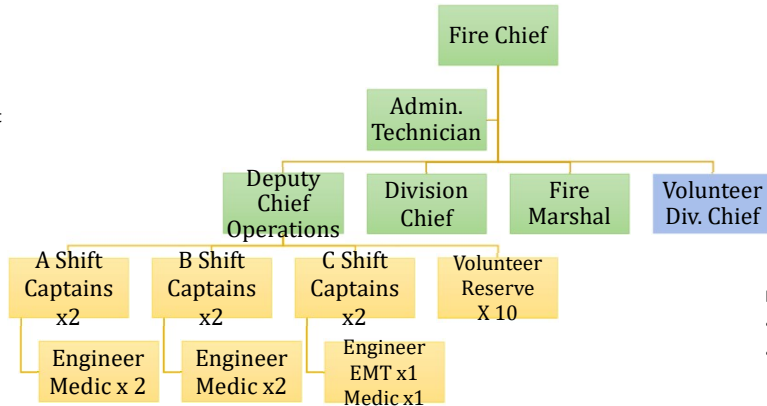 Fire Chief
Admin.
Technician
Deputy
Chief
Operations
Division
Chief
Fire
Marshal
Volunteer
Div. Chief
A Shift
Captains
x2
B Shift
Captains
x2
C Shift
Captains
x2
Volunteer
Reserve
X 10
Engineer
Medic x 2
Engineer
Medic x2
Engineer
EMT x1
Medic x1